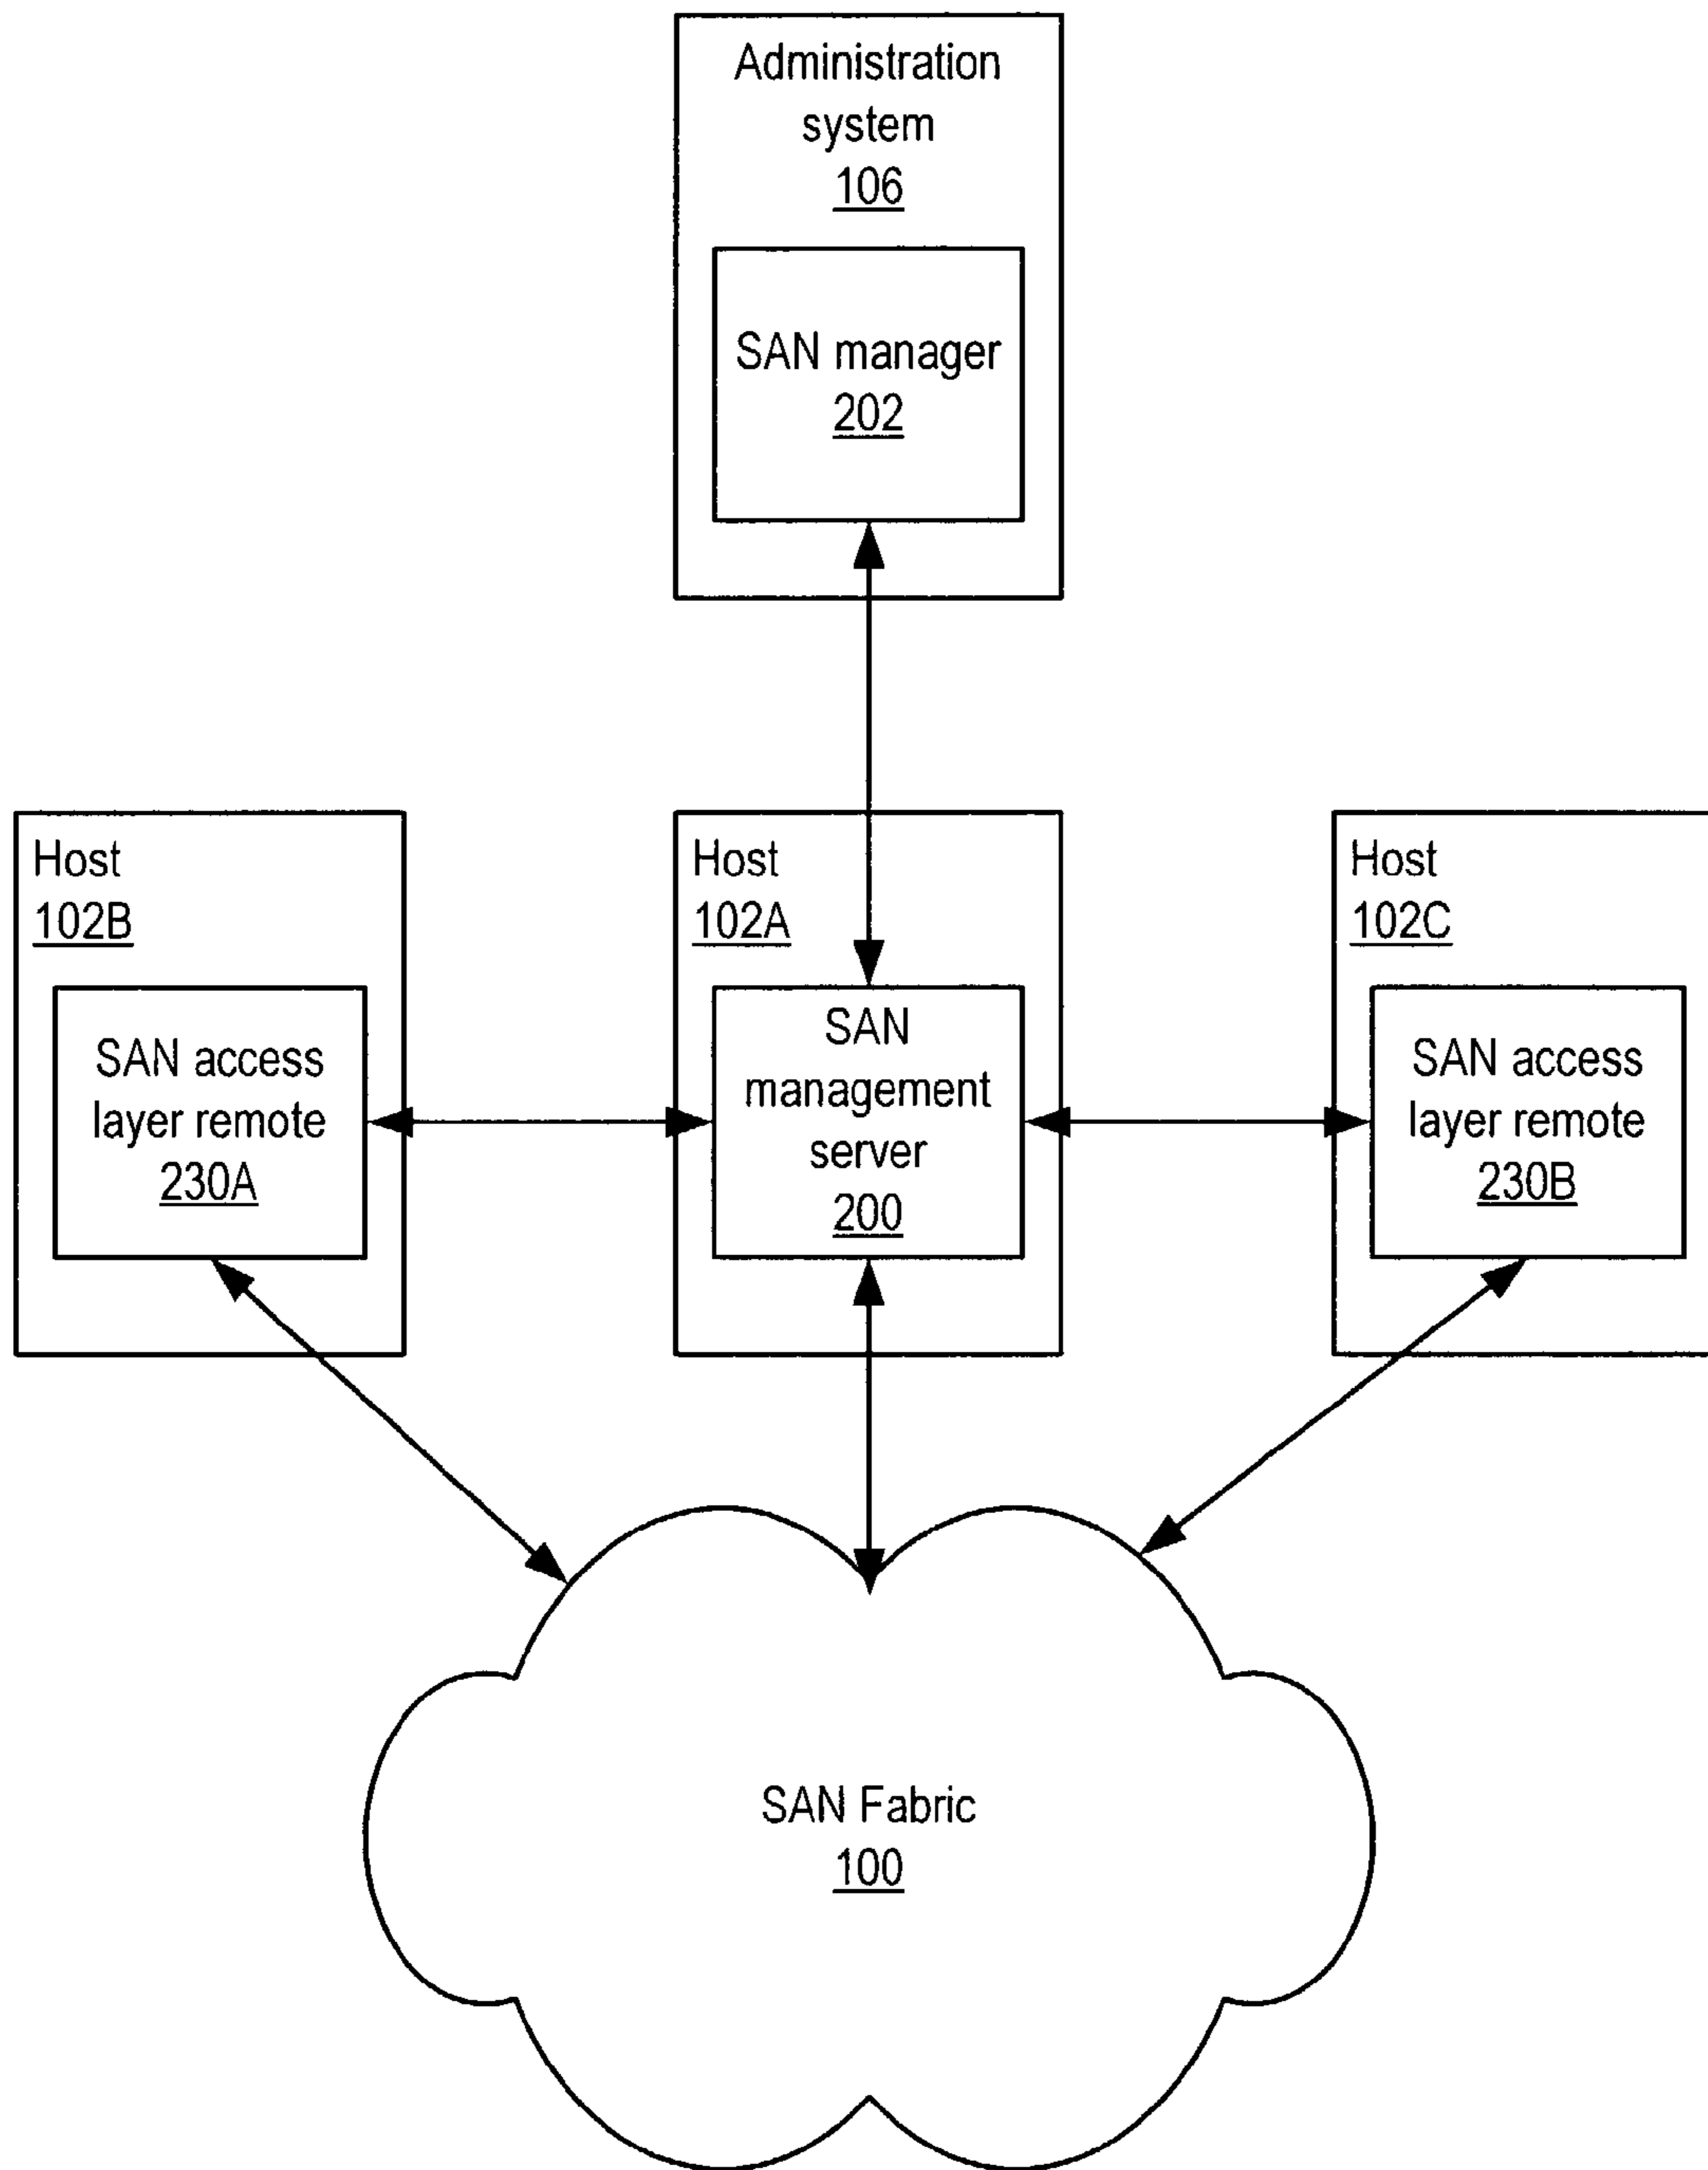 Administration
system
106
SAN manager
202
Host
102B
SAN access
layer remote
230A
Host
102A
SAN
management
server
200
Host
102C
SAN access
layer remote
230B
SAN Fabric
100